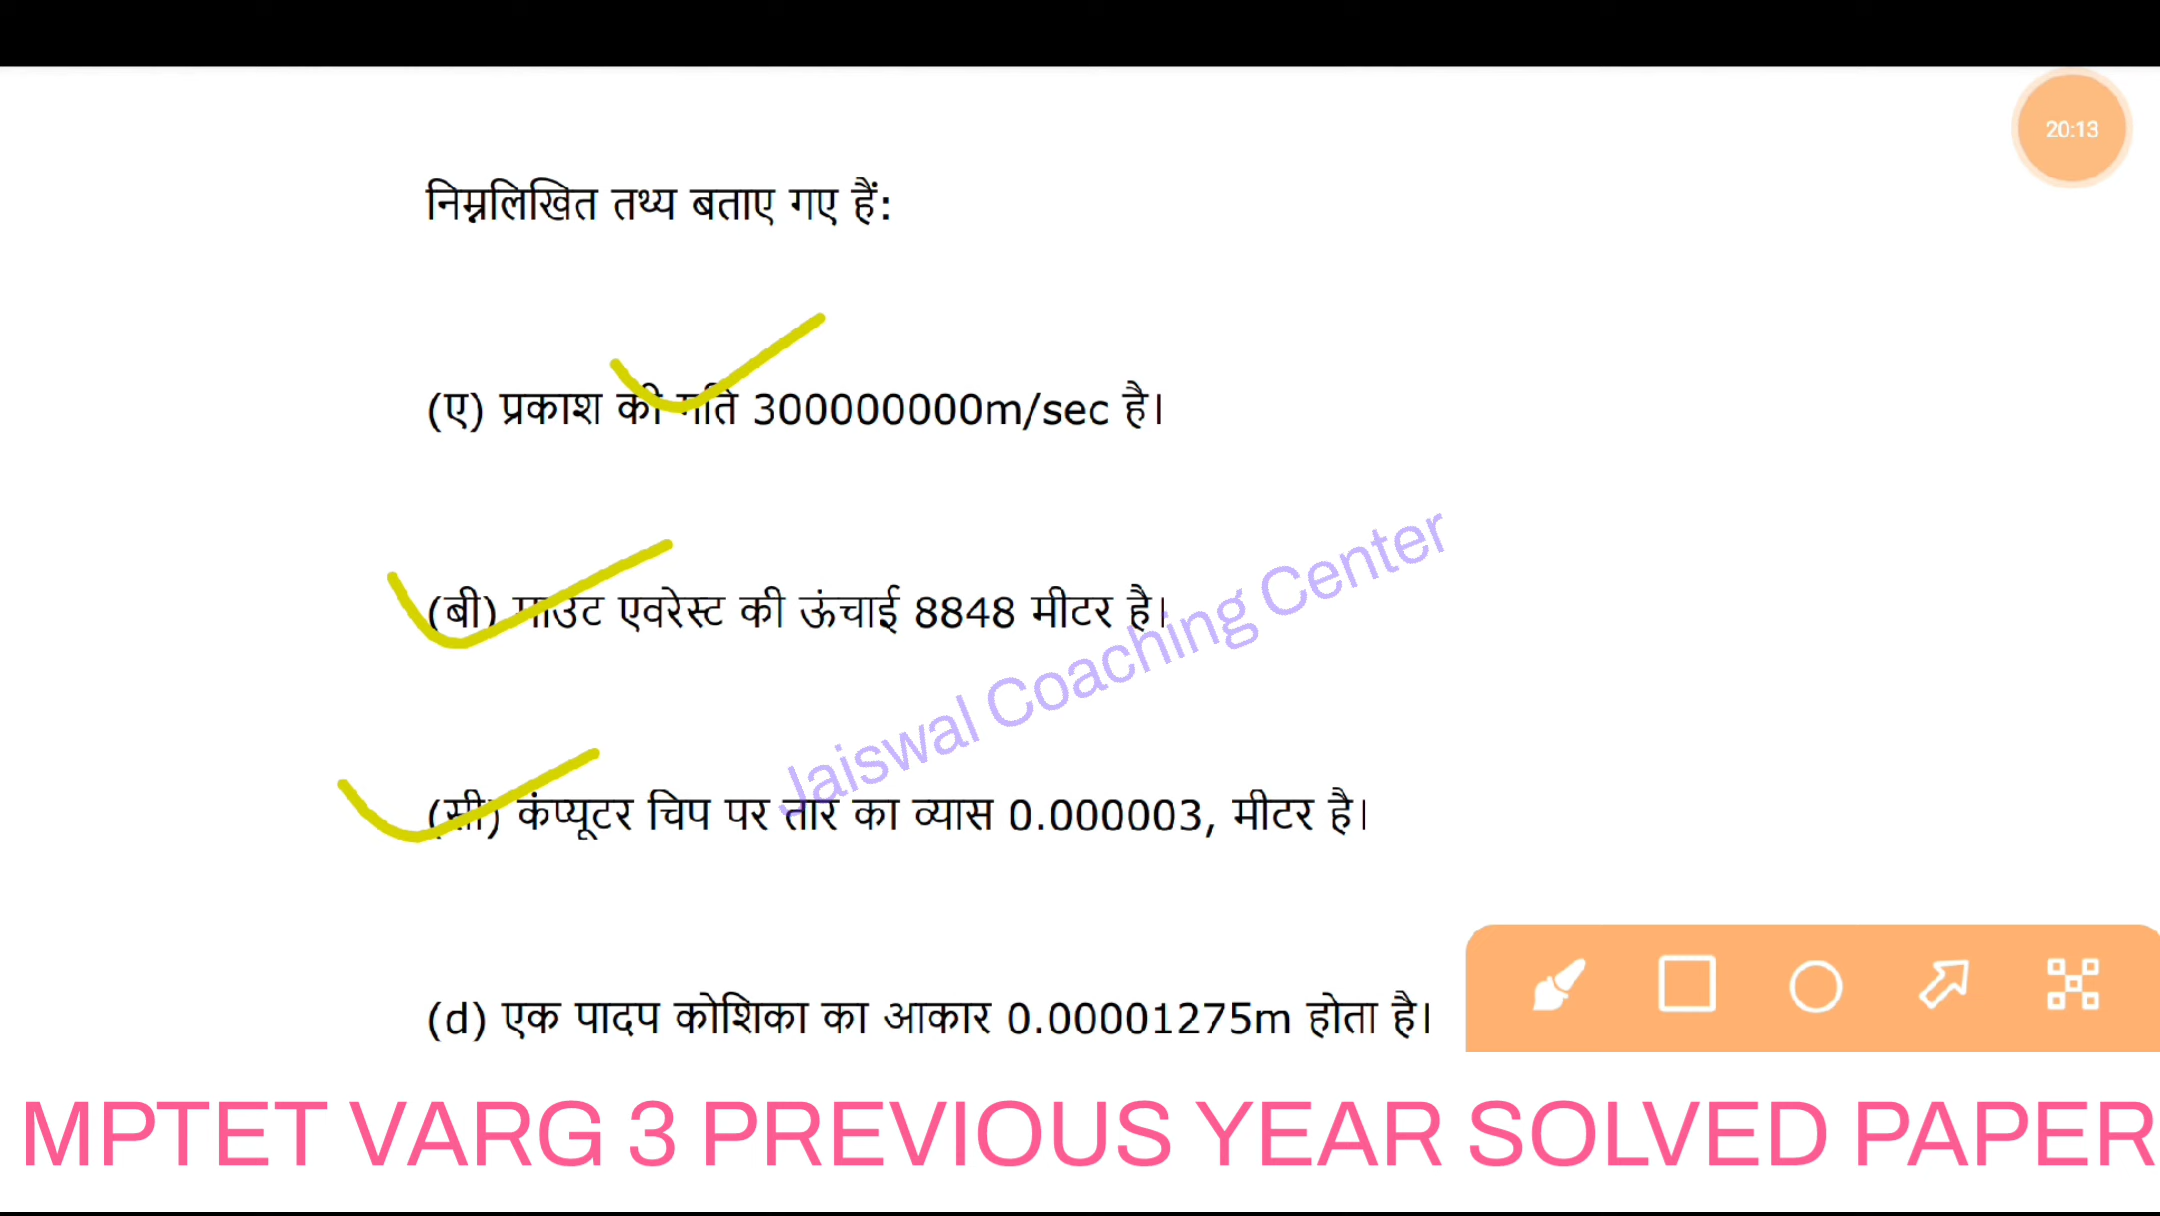 20:13
निम्नलिखित तथ्य बताए गए हैं:
(ए) प्रकाश की गति 300000000m/sec है।
(बी) माउंट एवरेस्ट की ऊंचाई 8848 मीटर है।
Jaiswal Coaching Center
(सी) कंप्यूटर चिप पर तार का व्यास 0.000003, मीटर है।
(d) एक पादप कोशिका का आकार 0.00001275m होता है।
MPTET VARG 3 PREVIOUS YEAR SOLVED PAPER